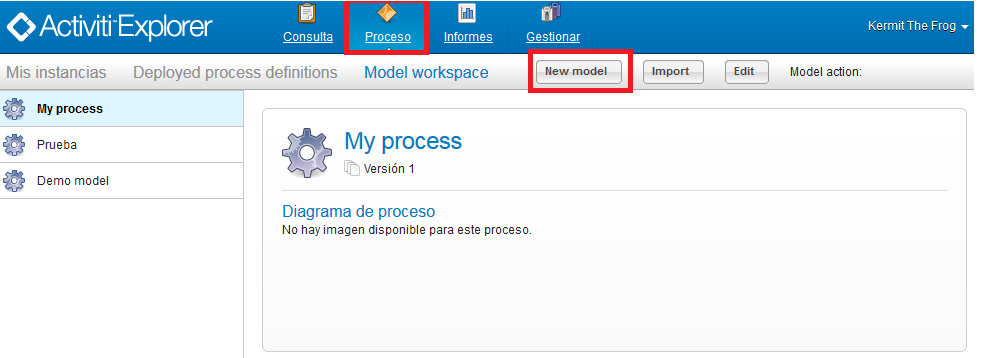 Activiti Explorer
Consulta Proceso Informes Gestionar
Kermit The Frog
Mis instancias Deployed process definitions Model workspace New model Import Edit Model action:
My process
Prueba
Demo model
My process
Versión 1
Diagrama de proceso
No hay imagen disponible para este proceso.